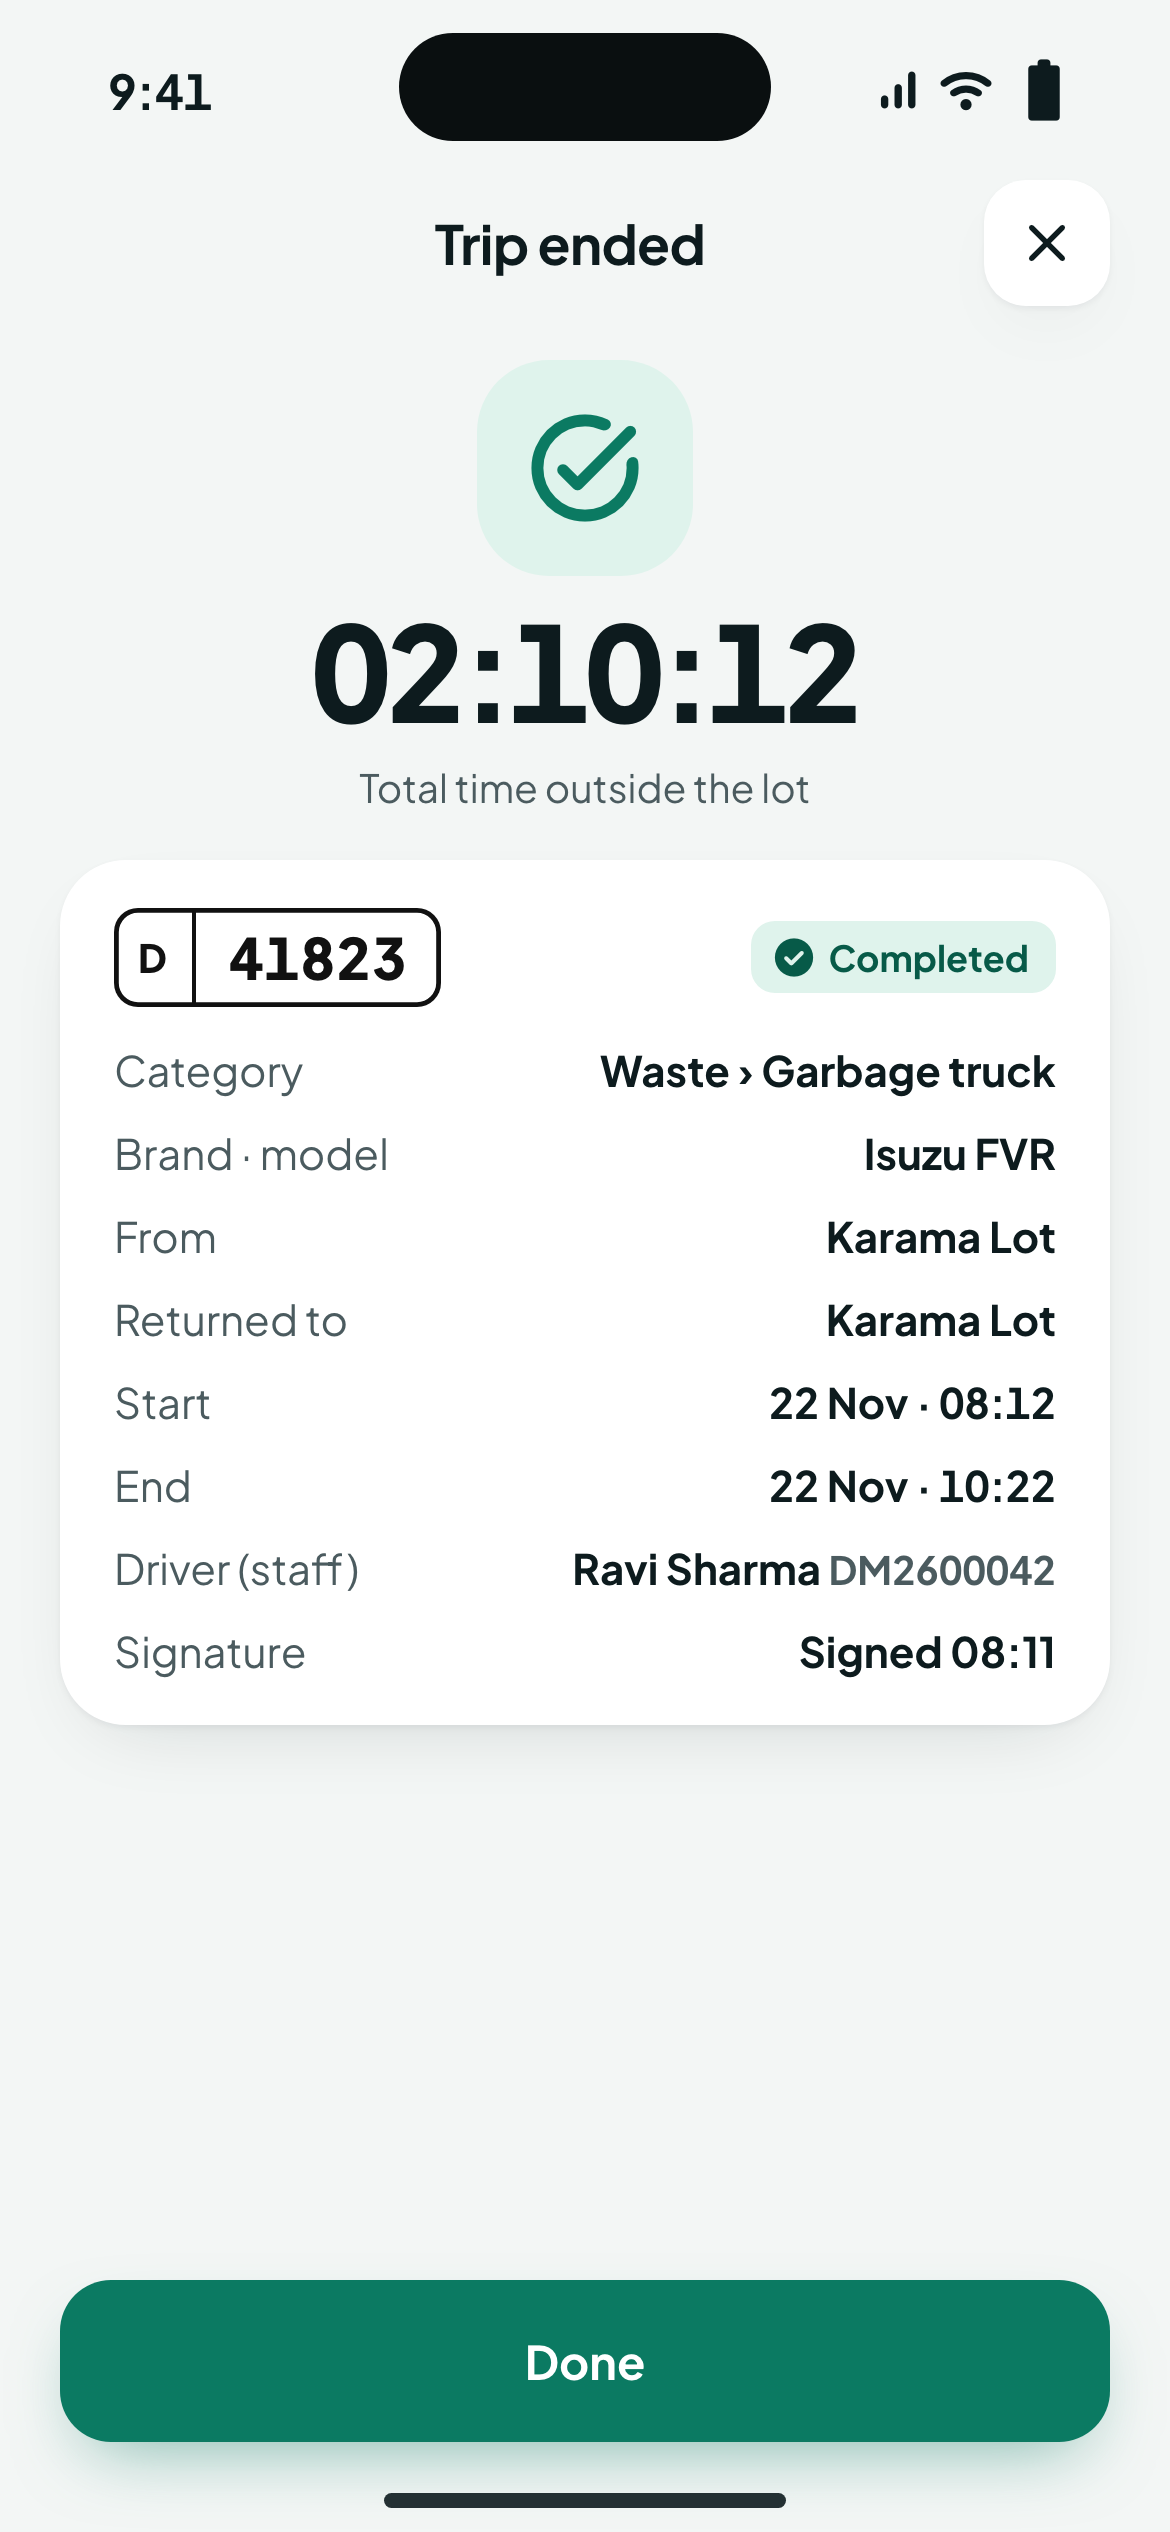 9:41
Trip ended
02:10:12
Total time outside the lot
D 41823 Completed
Category Waste › Garbage truck
Brand · model Isuzu FVR
From Karama Lot
Returned to Karama Lot
Start 22 Nov · 08:12
End 22 Nov · 10:22
Driver (staff) Ravi Sharma DM2600042
Signature Signed 08:11
Done